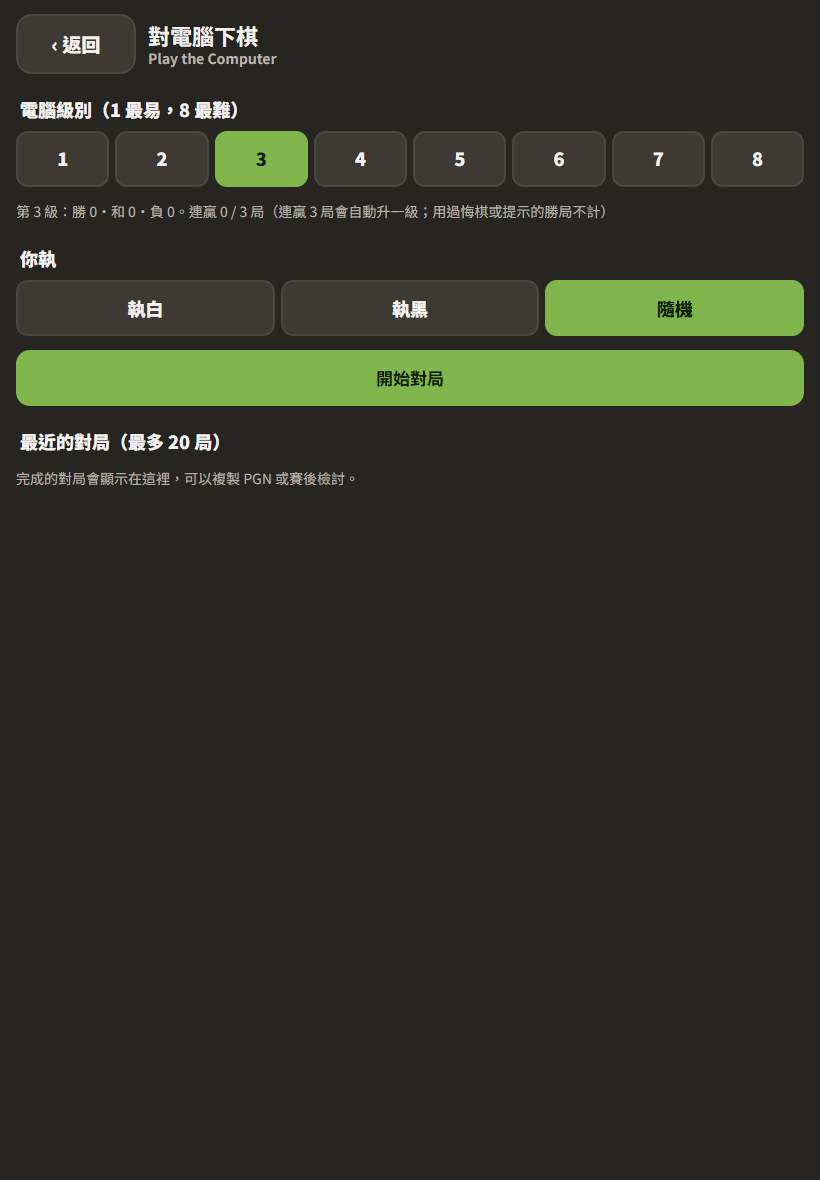 ‹ 返回
對電腦下棋
Play the Computer
電腦級別（1 最易，8 最難）
1 2 3 4 5 6 7 8
第 3 級：勝 0・和 0・負 0。連贏 0 / 3 局（連贏 3 局會自動升一級；用過悔棋或提示的勝局不計）
你執
執白 執黑 隨機
開始對局
最近的對局（最多 20 局）
完成的對局會顯示在這裡，可以複製 PGN 或賽後檢討。